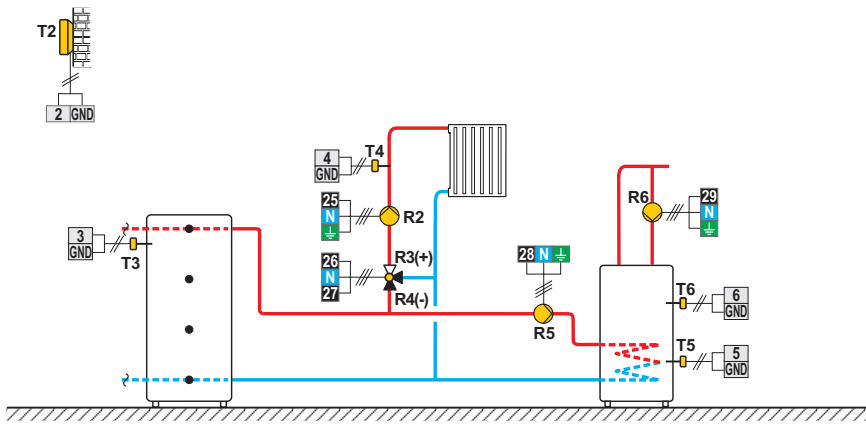 T2
2 GND
4
GND
T4
25
N
R2
R6
29
N
3
GND
T3
26
N
27
R3(+)
R4(-)
28 N
R5
T6
6
GND
T5
5
GND